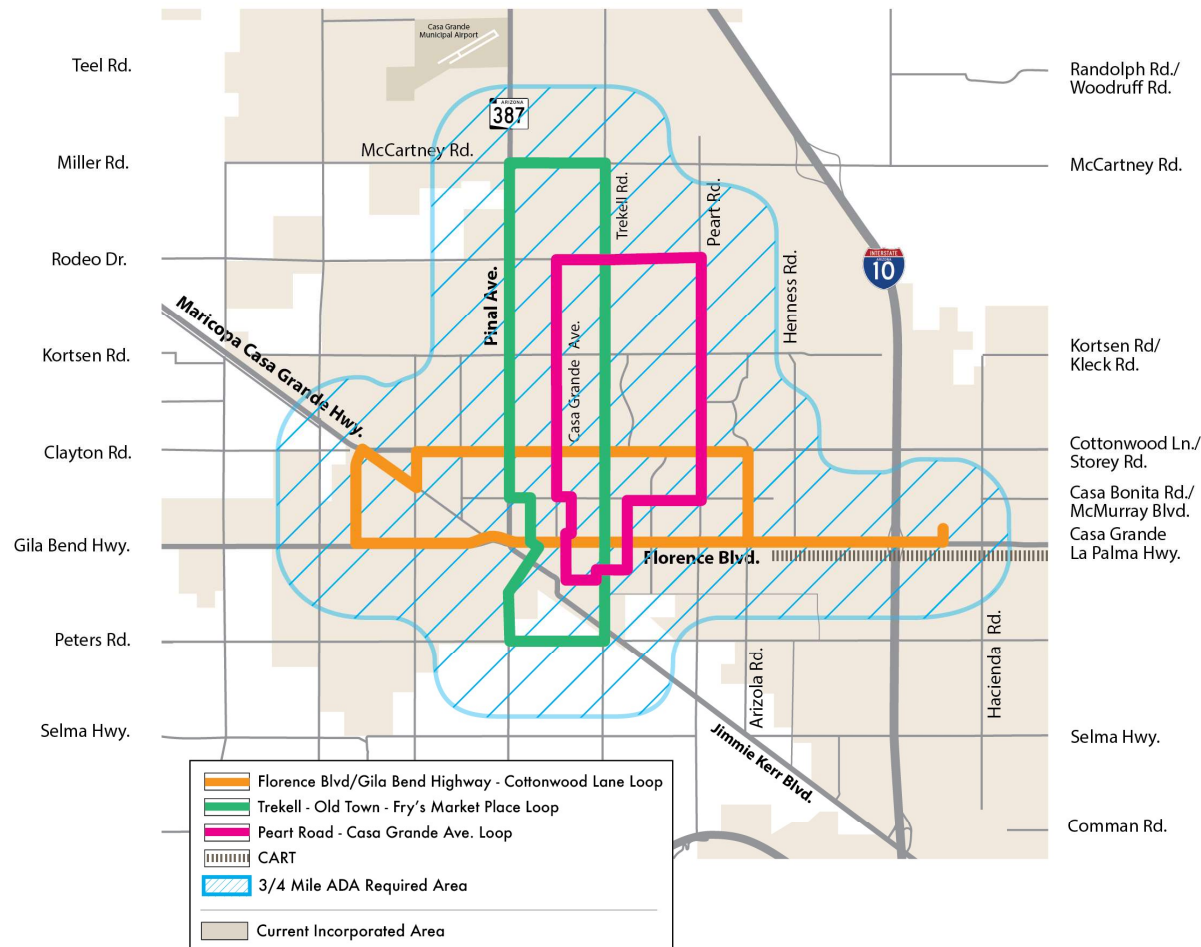 Casa Grande
Municipal Airport
Teel Rd.
Randolph Rd./
Woodruff Rd.
ARIZONA
387
McCartney Rd.
Miller Rd.
McCartney Rd.
Trekell Rd.
Peart Rd.
Rodeo Dr.
INTERSTATE
ARIZONA
10
Pinal Ave.
Henness Rd.
Maricopa Casa Grande Hwy.
Casa Grande Ave.
Kortsen Rd.
Kortsen Rd/
Kleck Rd.
Clayton Rd.
Cottonwood Ln./
Storey Rd.
Casa Bonita Rd./
McMurray Blvd.
Gila Bend Hwy.
Casa Grande
La Palma Hwy.
Florence Blvd.
Peters Rd.
Hacienda Rd.
Arizola Rd.
Selma Hwy.
Selma Hwy.
Jimmie Kerr Blvd.
Comman Rd.
Florence Blvd/Gila Bend Highway - Cottonwood Lane Loop
Trekell - Old Town - Fry's Market Place Loop
Peart Road - Casa Grande Ave. Loop
CART
3/4 Mile ADA Required Area
Current Incorporated Area